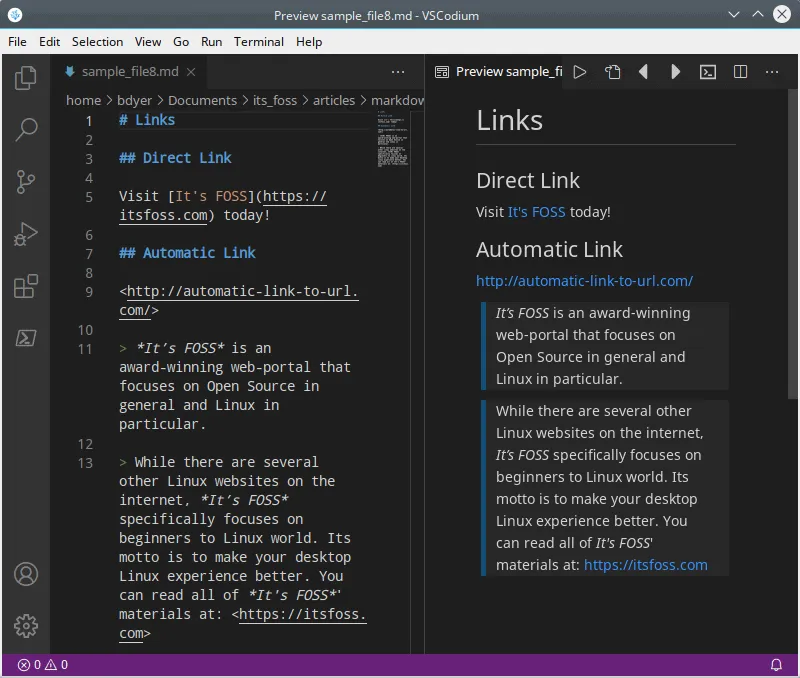 Preview sample_file8.md - VSCodium
File Edit Selection View Go Run Terminal Help
sample_file8.md
home > bdyer > Documents > its_foss > articles > markdow
1 # Links
2
3 ## Direct Link
4
5 Visit [It's FOSS](https://
itsfoss.com) today!
6
7 ## Automatic Link
8
9 <http://automatic-link-to-url.
com/>
10
11 > *It’s FOSS* is an
award-winning web-portal that
focuses on Open Source in
general and Linux in
particular.
12
13 > While there are several
other Linux websites on the
internet, *It’s FOSS*
specifically focuses on
beginners to Linux world. Its
motto is to make your desktop
Linux experience better. You
can read all of *It's FOSS*'
materials at: <https://itsfoss.
com>
Preview sample_fi
Links
Direct Link
Visit It's FOSS today!
Automatic Link
http://automatic-link-to-url.com/
It’s FOSS is an award-winning
web-portal that focuses on
Open Source in general and
Linux in particular.
While there are several other
Linux websites on the internet,
It’s FOSS specifically focuses on
beginners to Linux world. Its
motto is to make your desktop
Linux experience better. You
can read all of It's FOSS'
materials at: https://itsfoss.com
0 0